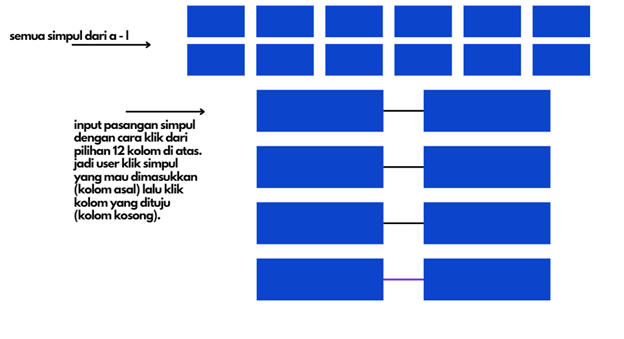 semua simpul dari a - l
input pasangan simpul
dengan cara klik dari
pilihan 12 kolom di atas.
jadi user klik simpul
yang mau dimasukkan
(kolom asal) lalu klik
kolom yang dituju
(kolom kosong).